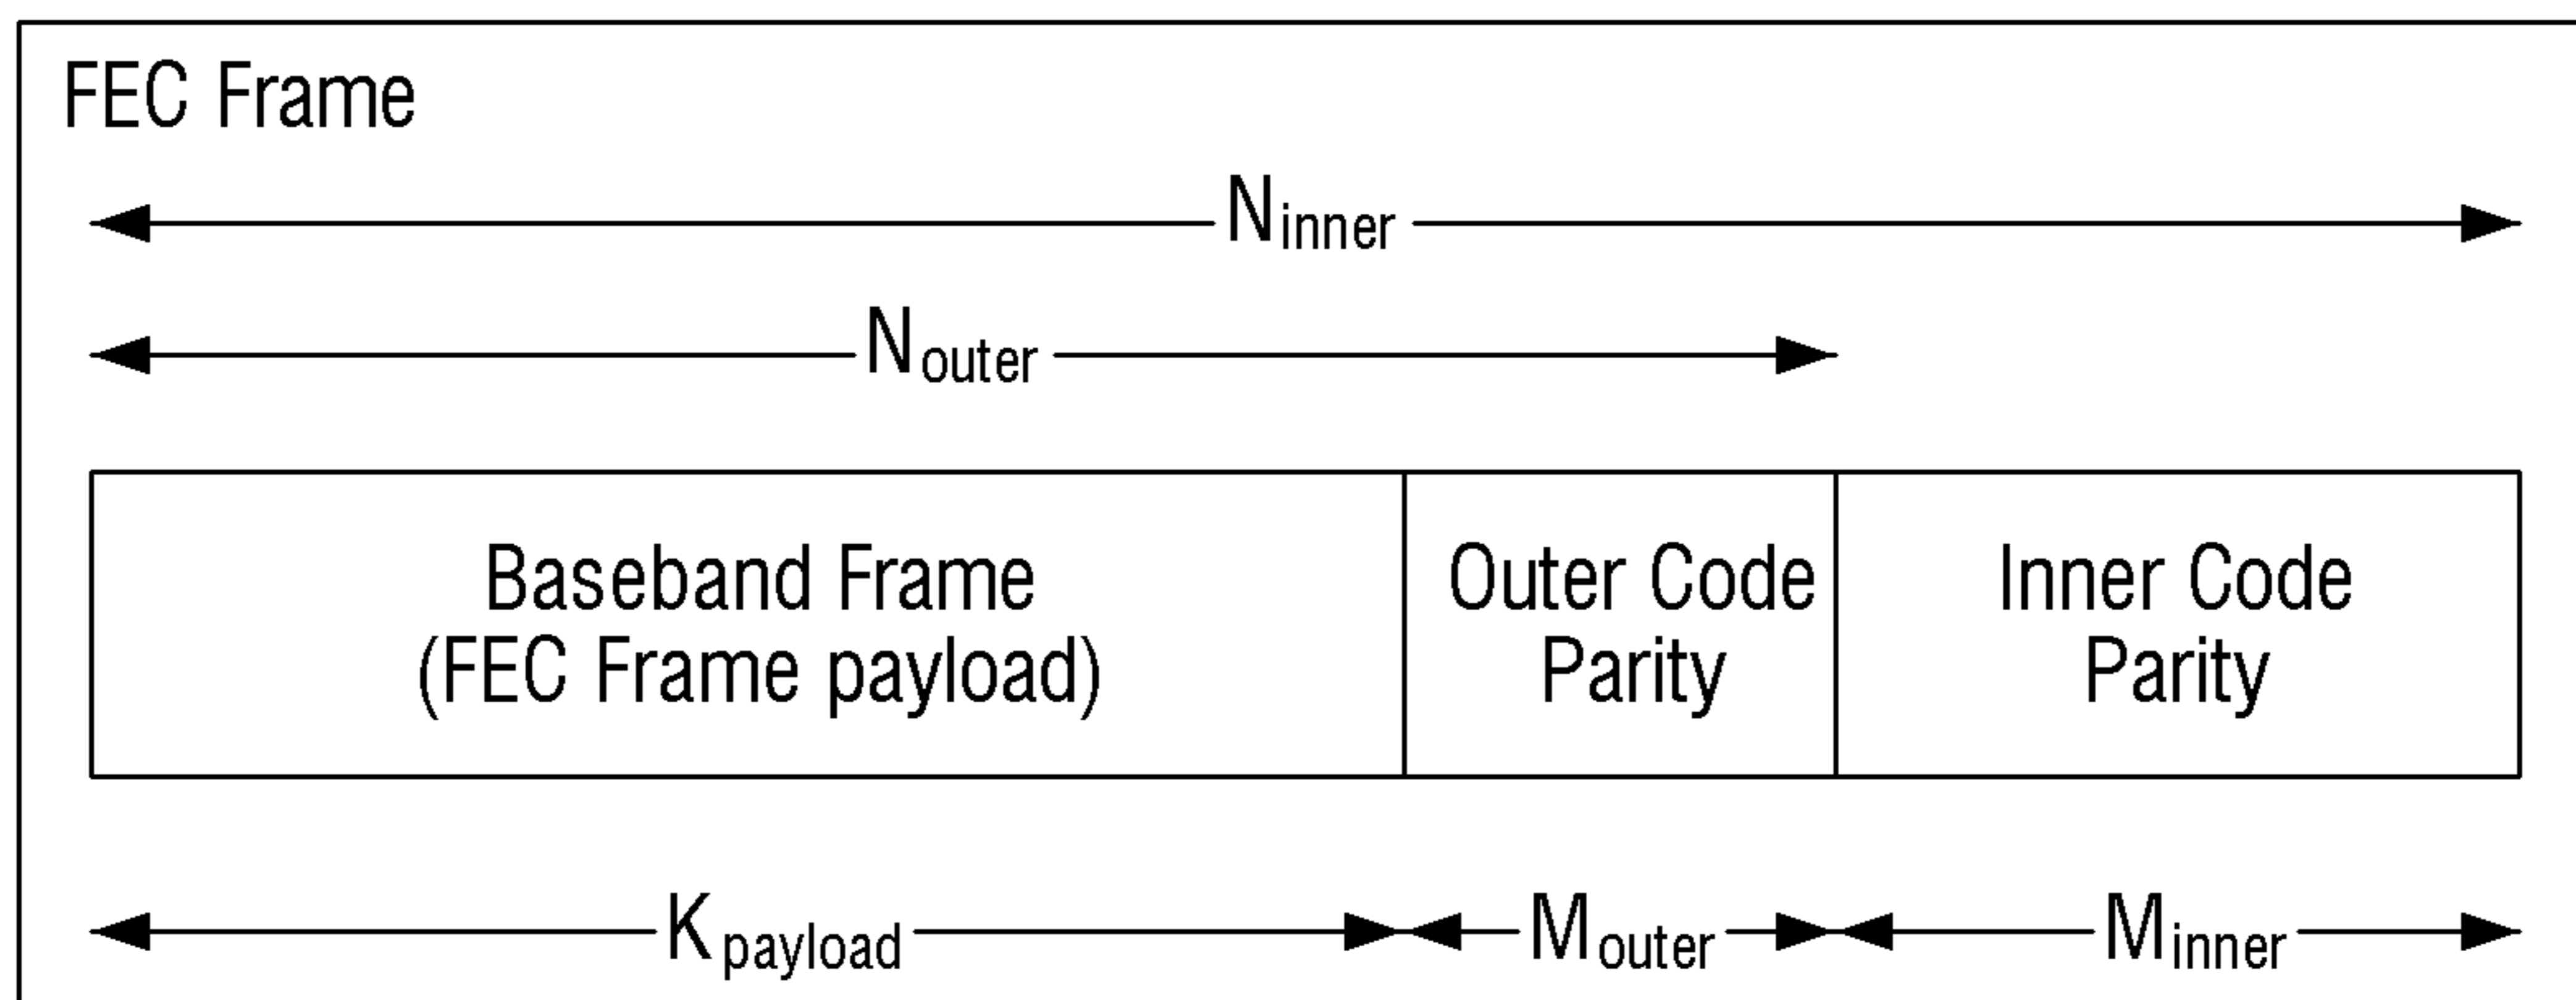 FEC Frame
Ninner
Nouter
Baseband Frame
(FEC Frame payload)
Outer Code
Parity
Inner Code
Parity
Kpayload
Mouter
Minner